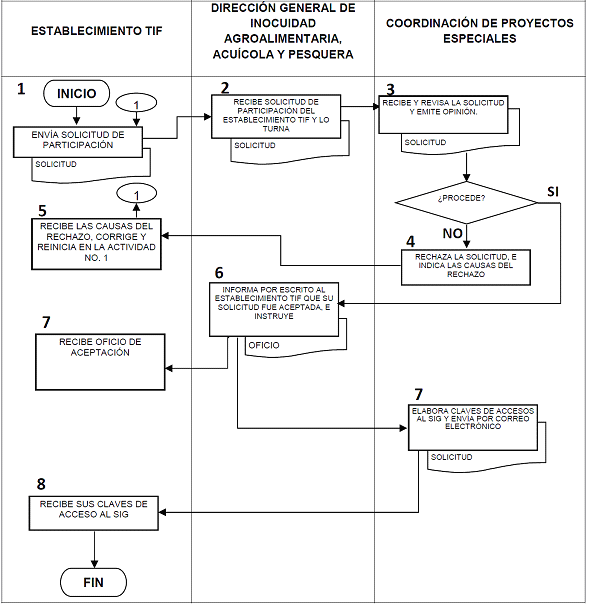 ESTABLECIMIENTO TIF
DIRECCIÓN GENERAL DE
INOCUIDAD
AGROALIMENTARIA,
ACUÍCOLA Y PESQUERA
COORDINACIÓN DE PROYECTOS
ESPECIALES
1
INICIO
1
ENVÍA SOLICITUD DE
PARTICIPACIÓN
SOLICITUD
2
RECIBE SOLICITUD DE
PARTICIPACION DEL
ESTABLECIMIENTO TIF Y LO
TURNA
SOLICITUD
3
RECIBE Y REVISA LA SOLICITUD
Y EMITE OPINIÓN.
SOLICITUD
¿PROCEDE?
SI
NO
4
RECHAZA LA SOLICITUD, E
INDICA LAS CAUSAS DEL
RECHAZO
1
5
RECIBE LAS CAUSAS DEL
RECHAZO, CORRIGE Y
REINICIA EN LA ACTIVIDAD
NO. 1
6
INFORMA POR ESCRITO AL
ESTABLECIMIENTO TIF QUE SU
SOLICITUD FUE ACEPTADA, E
INSTRUYE
OFICIO
7
RECIBE OFICIO DE
ACEPTACIÓN
7
ELABORA CLAVES DE ACCESOS
AL SIG Y ENVIA POR CORREO
ELECTRÓNICO
SOLICITUD
8
RECIBE SUS CLAVES DE
ACCESO AL SIG
FIN